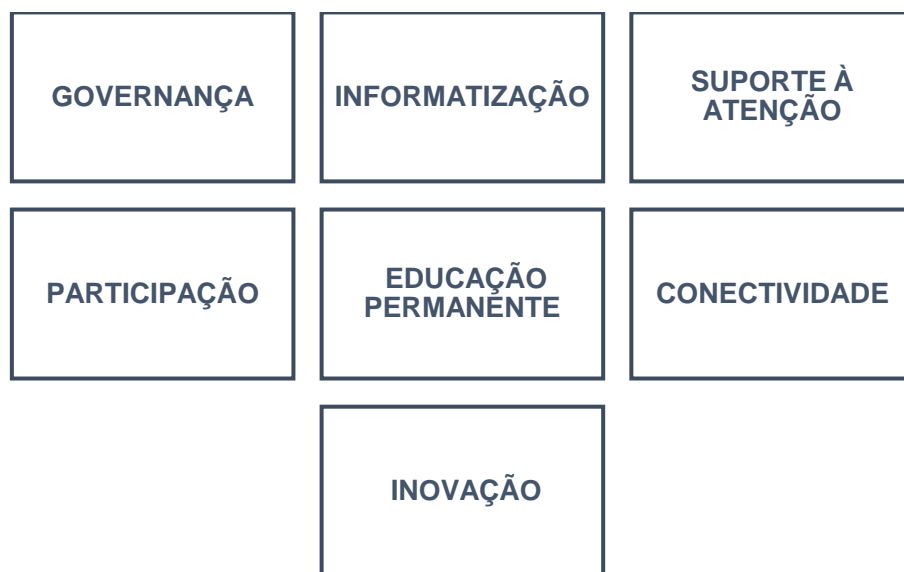 GOVERNANÇA
INFORMATIZAÇÃO
SUPORTE À
ATENÇÃO
PARTICIPAÇÃO
EDUCAÇÃO
PERMANENTE
CONECTIVIDADE
INOVAÇÃO